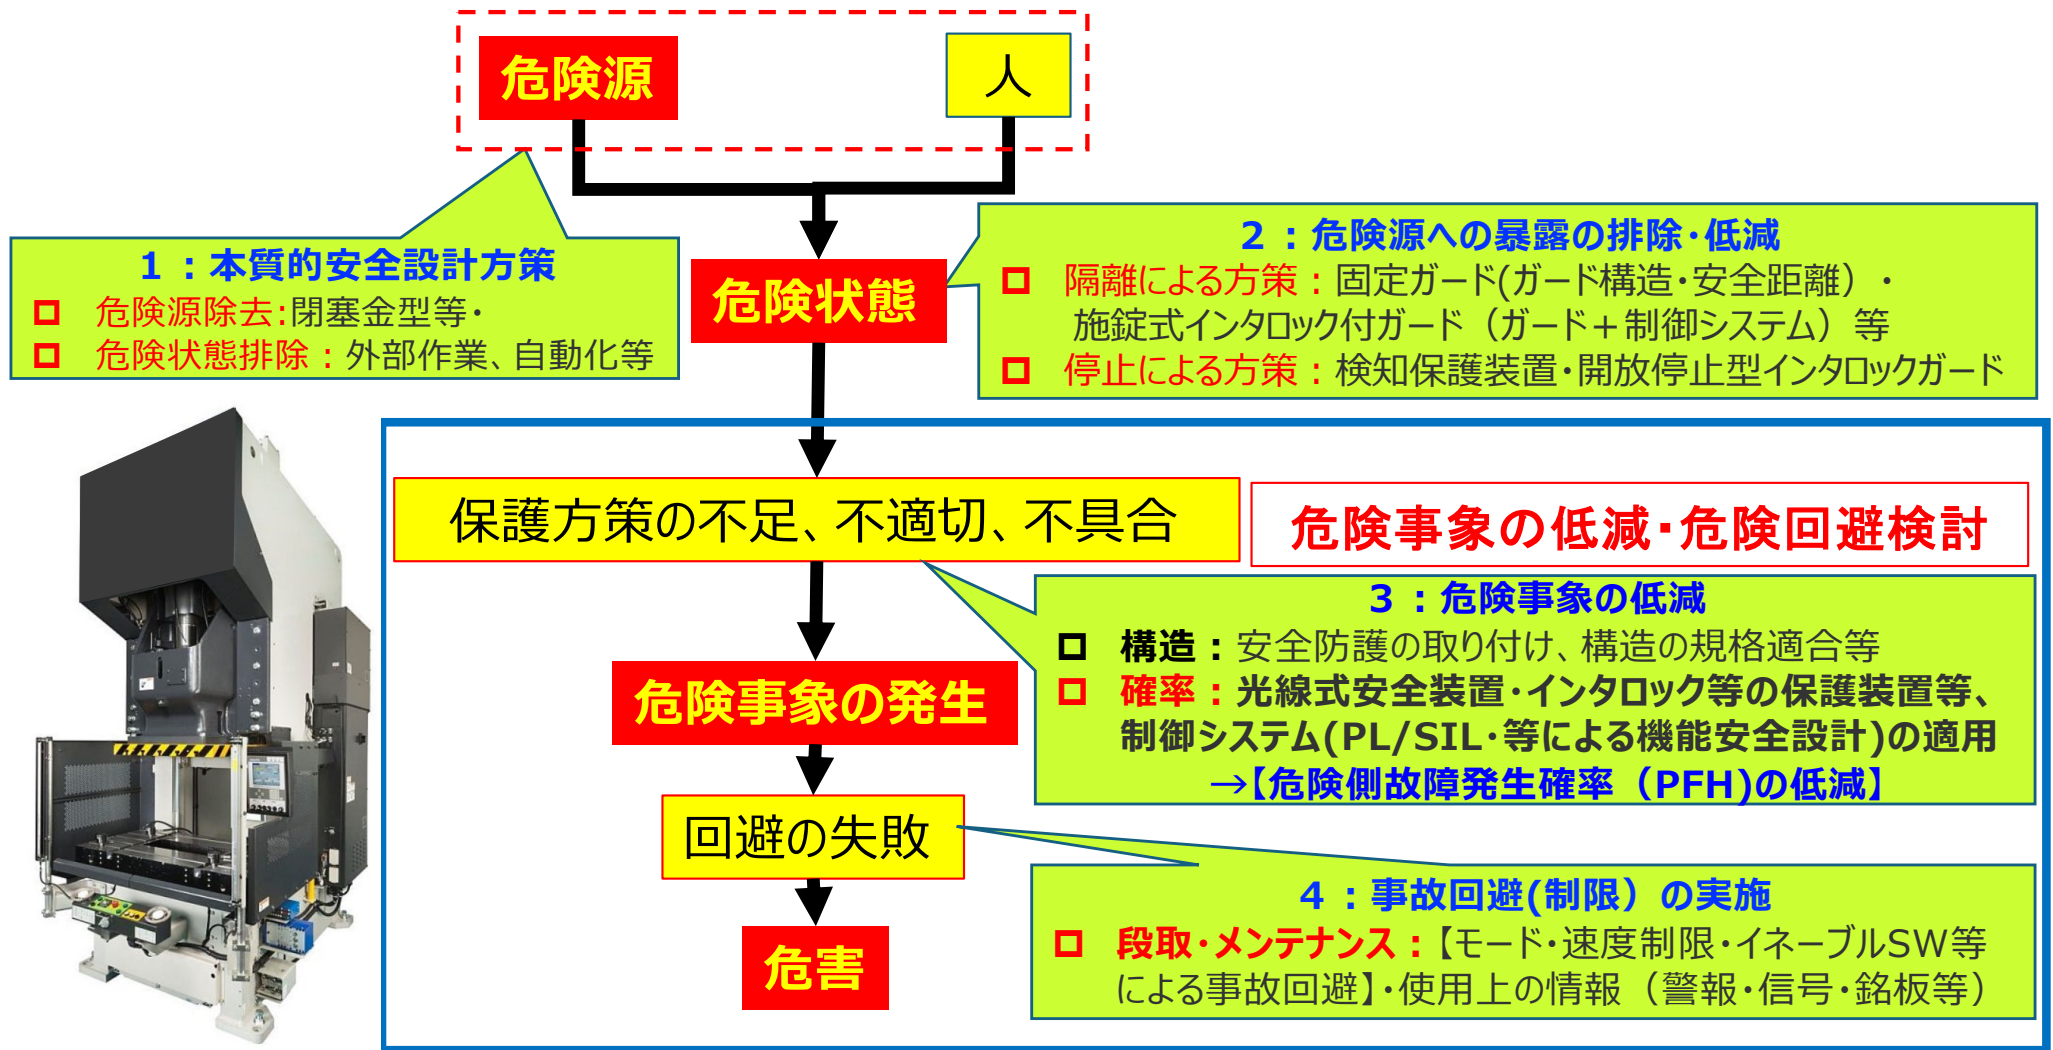 危険源
人
1：本質的安全設計方策
危険源除去:閉塞金型等・
危険状態排除：外部作業、自動化等
危険状態
2：危険源への暴露の排除・低減
隔離による方策：固定ガード(ガード構造・安全距離）・
施錠式インタロック付ガード（ガード＋制御システム）等
停止による方策：検知保護装置・開放停止型インタロックガード
保護方策の不足、不適切、不具合
危険事象の低減・危険回避検討
3：危険事象の低減
構造：安全防護の取り付け、構造の規格適合等
確率：光線式安全装置・インタロック等の保護装置等、
制御システム(PL/SIL・等による機能安全設計)の適用
→【危険側故障発生確率（PFH)の低減】
危険事象の発生
回避の失敗
4：事故回避(制限）の実施
段取・メンテナンス：【モード・速度制限・イネーブルSW等
による事故回避】・使用上の情報（警報・信号・銘板等）
危害